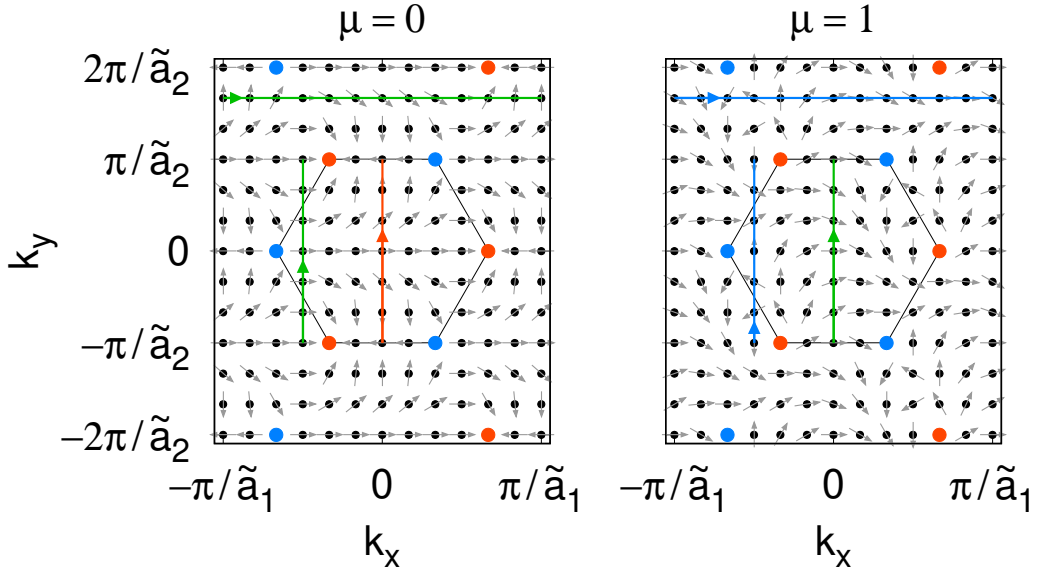 μ = 0
μ = 1
2π/ã₂
π/ã₂
0
−π/ã₂
−2π/ã₂
k_y
−π/ã₁ 0 π/ã₁
−π/ã₁ 0 π/ã₁
k_x
k_x